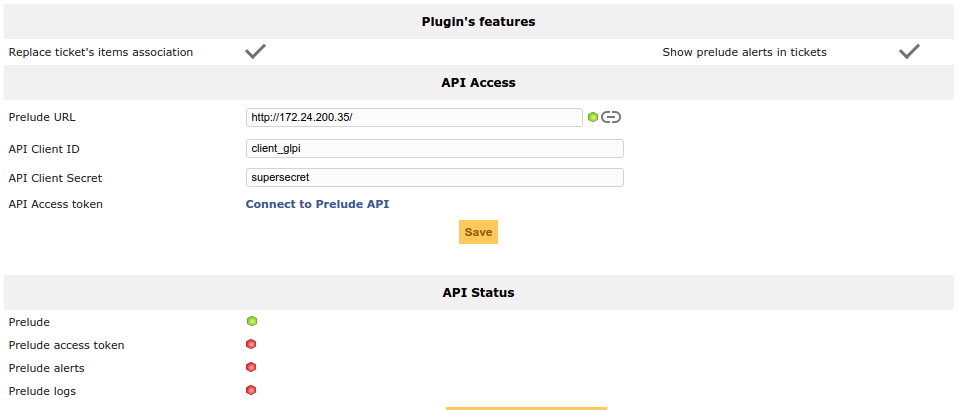 Plugin's features
Replace ticket's items association Show prelude alerts in tickets
API Access
Prelude URL http://172.24.200.35/
API Client ID client_glpi
API Client Secret supersecret
API Access token Connect to Prelude API
Save
API Status
Prelude
Prelude access token
Prelude alerts
Prelude logs